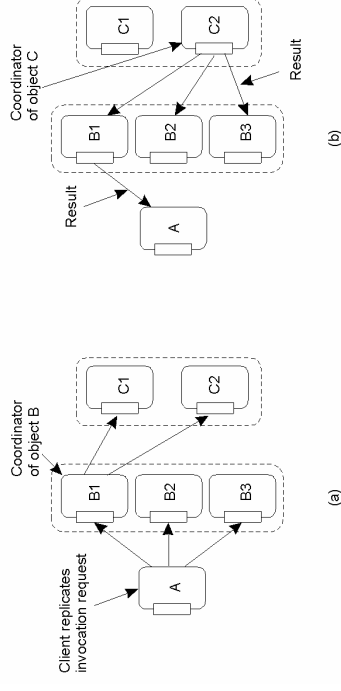 Client replicates
invocation request
Coordinator
of object B
A
B1
B2
B3
C1
C2
(a)
Coordinator
of object C
Result
A
B1
B2
B3
C1
C2
Result
(b)